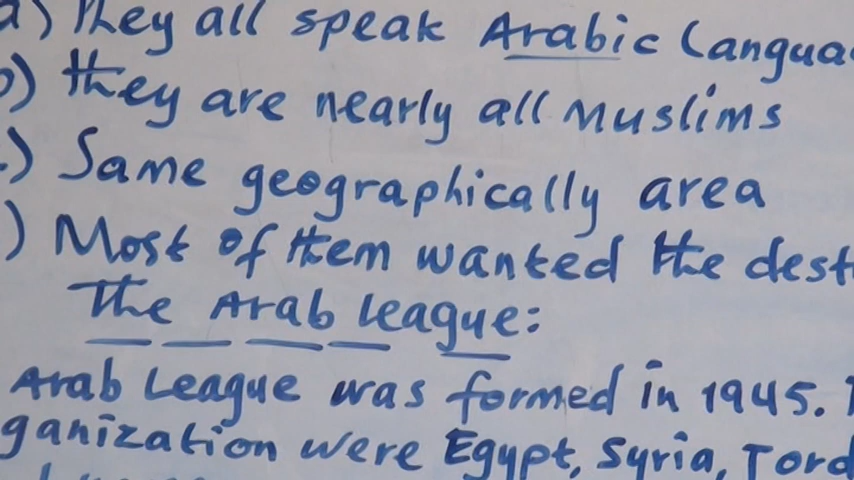 a) They all speak Arabic Langua
b) they are nearly all Muslims
.) Same geographically area
) Most of them wanted the dest
The Arab league:
Arab League was formed in 1945.
ganization were Egypt, Syria, Jord